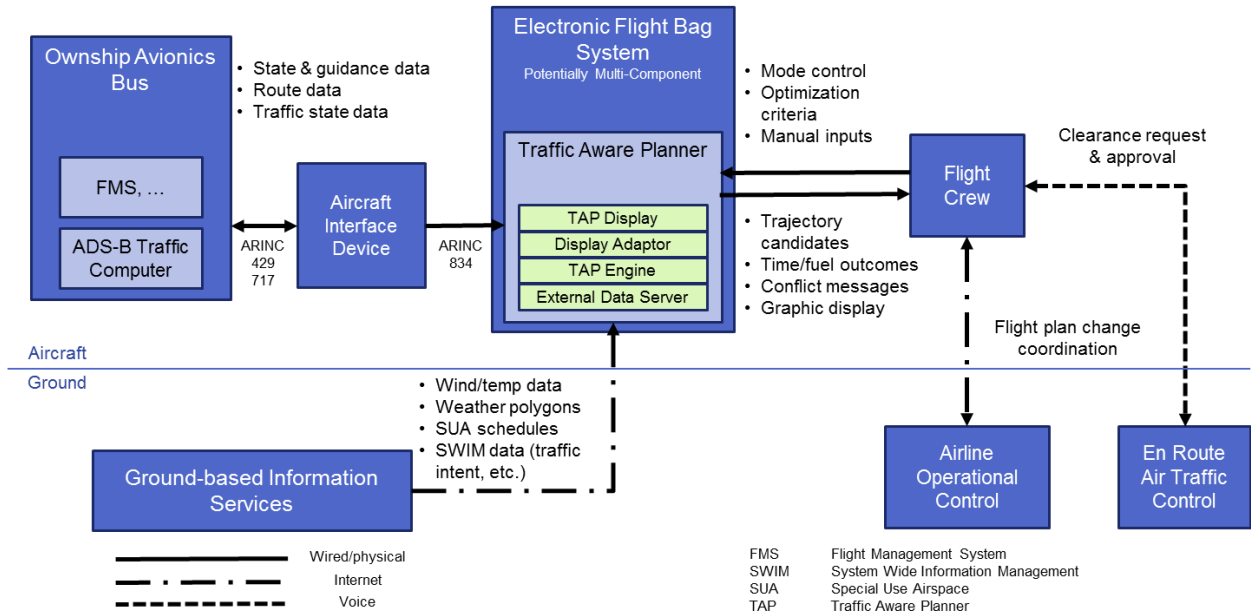 Ownship Avionics
Bus
FMS, …
ADS-B Traffic
Computer
• State & guidance data
• Route data
• Traffic state data
ARINC
429
717
Aircraft
Interface
Device
ARINC
834
Electronic Flight Bag
System
Potentially Multi-Component
Traffic Aware Planner
TAP Display
Display Adaptor
TAP Engine
External Data Server
• Mode control
• Optimization
criteria
• Manual inputs
• Trajectory
candidates
• Time/fuel outcomes
• Conflict messages
• Graphic display
Flight
Crew
Clearance request
& approval
Flight plan change
coordination
Aircraft
Ground
• Wind/temp data
• Weather polygons
• SUA schedules
• SWIM data (traffic
intent, etc.)
Ground-based Information
Services
Airline
Operational
Control
En Route
Air Traffic
Control
Wired/physical
Internet
Voice
FMS Flight Management System
SWIM System Wide Information Management
SUA Special Use Airspace
TAP Traffic Aware Planner